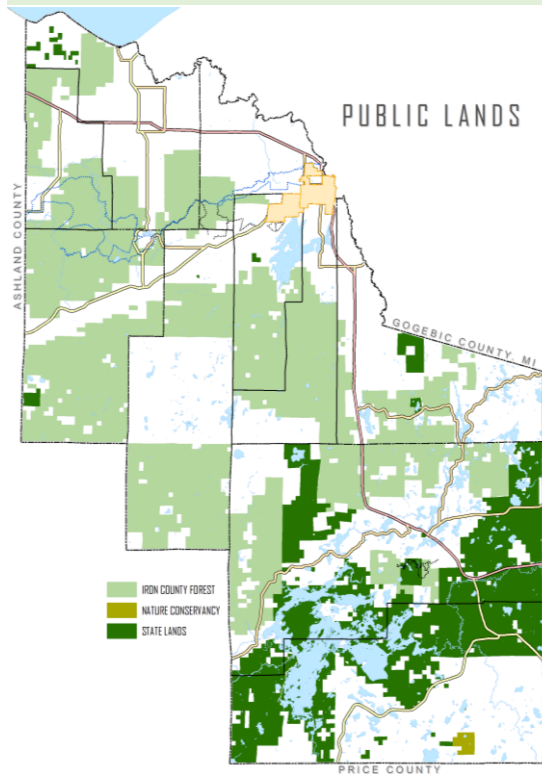 PUBLIC LANDS
ASHLAND COUNTY
GOGEBIC COUNTY, MI
IRON COUNTY FOREST
NATURE CONSERVANCY
STATE LANDS
PRICE COUNTY